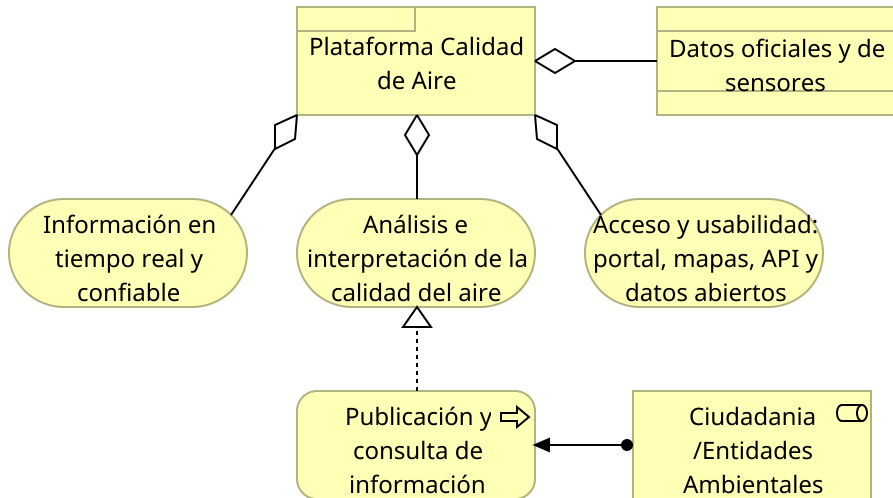 Plataforma Calidad
de Aire
Datos oficiales y de
sensores
Información en
tiempo real y
confiable
Análisis e
interpretación de la
calidad del aire
Acceso y usabilidad:
portal, mapas, API y
datos abiertos
Publicación y
consulta de
información
Ciudadania
/Entidades
Ambientales